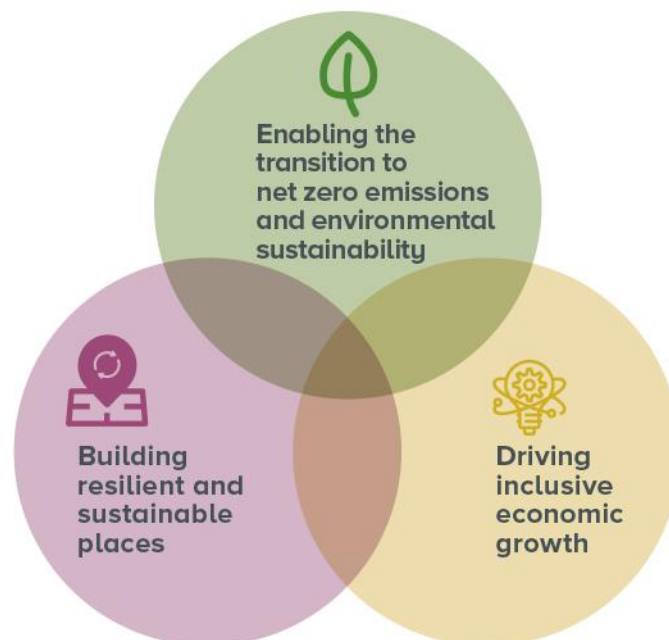 Enabling the
transition to
net zero emissions
and environmental
sustainability
Building
resilient and
sustainable
places
Driving
inclusive
economic
growth